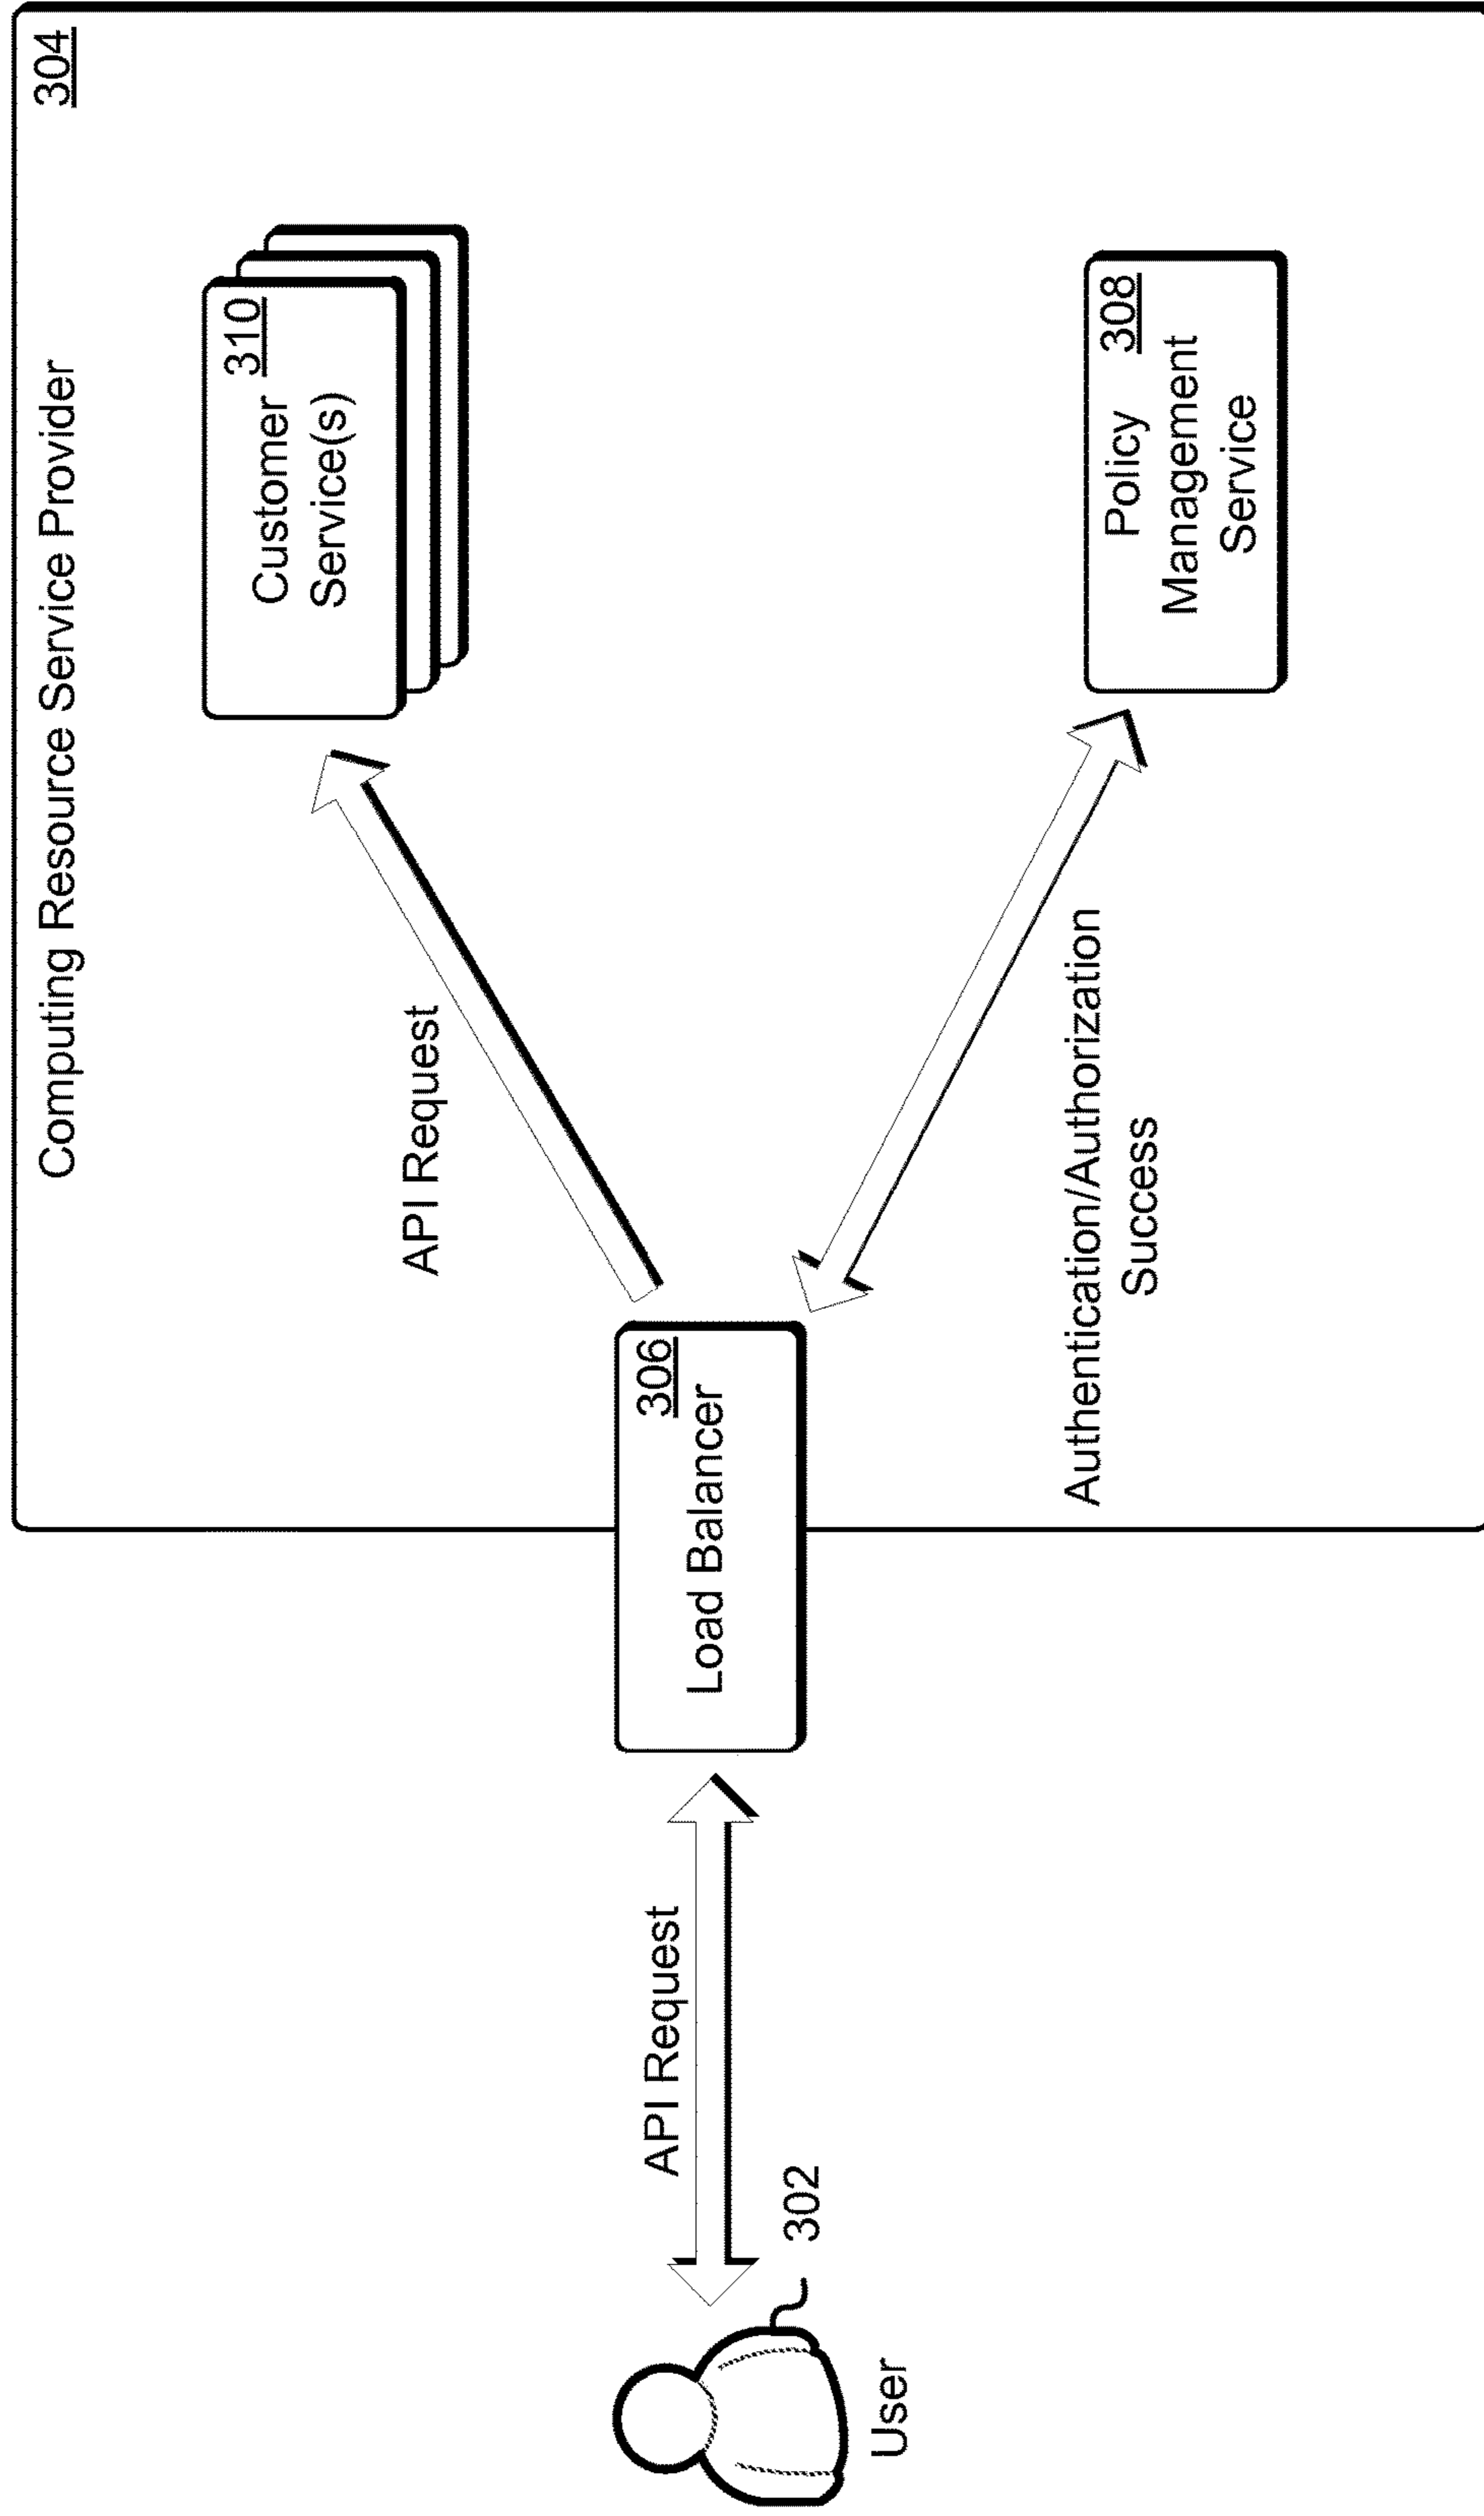 Computing Resource Service Provider
304
310
Customer
Service(s)
API Request
306
Load Balancer
API Request
302
User
Policy 308
Management
Service
Authentication/Authorization
Success